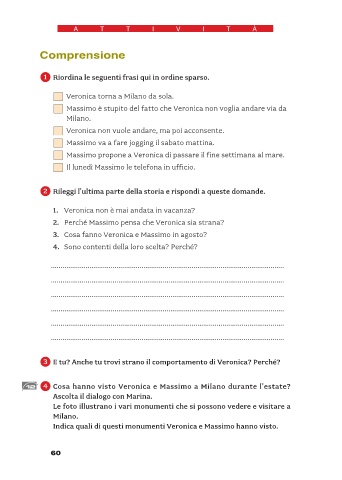 ATTIVITÀ
Comprensione
1 Riordina le seguenti frasi qui in ordine sparso.
Veronica torna a Milano da sola.
Massimo è stupito del fatto che Veronica non voglia andare via da
Milano.
Veronica non vuole andare, ma poi acconsente.
Massimo va a fare jogging il sabato mattina.
Massimo propone a Veronica di passare il fine settimana al mare.
Il lunedì Massimo le telefona in ufficio.
2 Rileggi l'ultima parte della storia e rispondi a queste domande.
1. Veronica non è mai andata in vacanza?
2. Perché Massimo pensa che Veronica sia strana?
3. Cosa fanno Veronica e Massimo in agosto?
4. Sono contenti della loro scelta? Perché?
3 E tu? Anche tu trovi strano il comportamento di Veronica? Perché?
4 Cosa hanno visto Veronica e Massimo a Milano durante l'estate?
Ascolta il dialogo con Marina.
Le foto illustrano i vari monumenti che si possono vedere e visitare a
Milano.
Indica quali di questi monumenti Veronica e Massimo hanno visto.
60